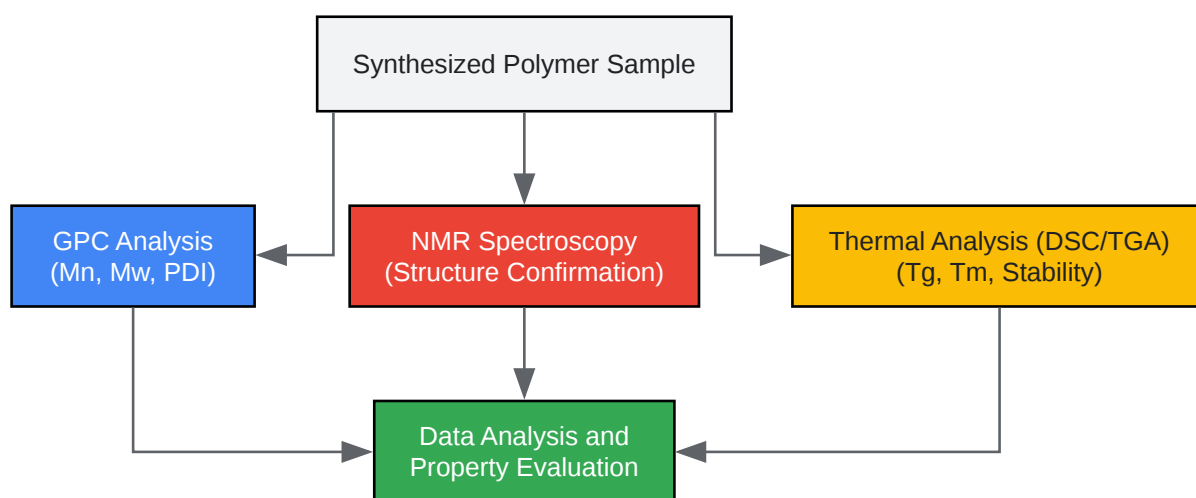 Synthesized Polymer Sample
GPC Analysis
(Mn, Mw, PDI)
NMR Spectroscopy
(Structure Confirmation)
Thermal Analysis (DSC/TGA)
(Tg, Tm, Stability)
Data Analysis and
Property Evaluation